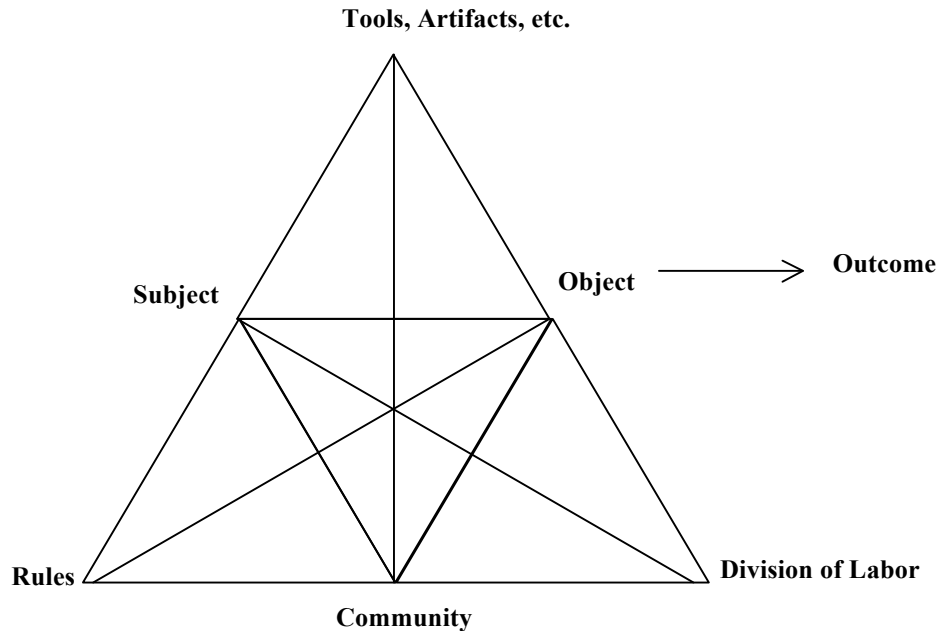 Tools, Artifacts, etc.
Outcome
Object
Subject
Rules
Division of Labor
Community